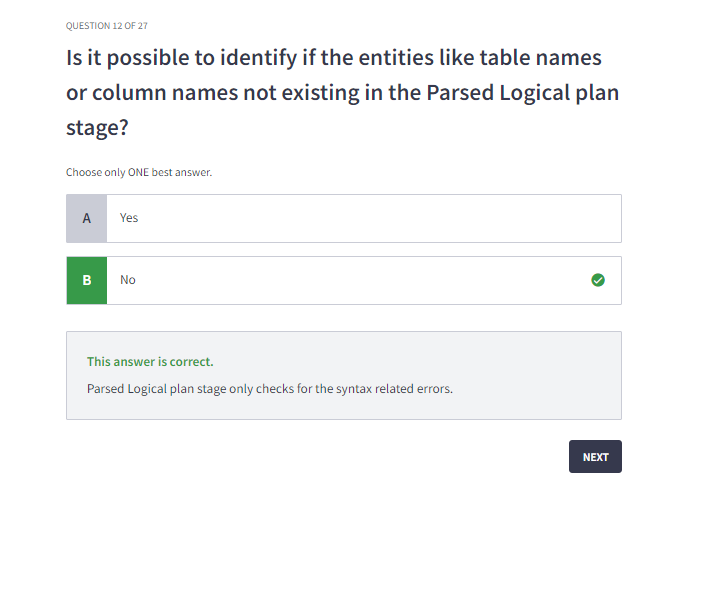 QUESTION 12 OF 27
Is it possible to identify if the entities like table names
or column names not existing in the Parsed Logical plan
stage?
Choose only ONE best answer.
A Yes
B No
This answer is correct.
Parsed Logical plan stage only checks for the syntax related errors.
NEXT